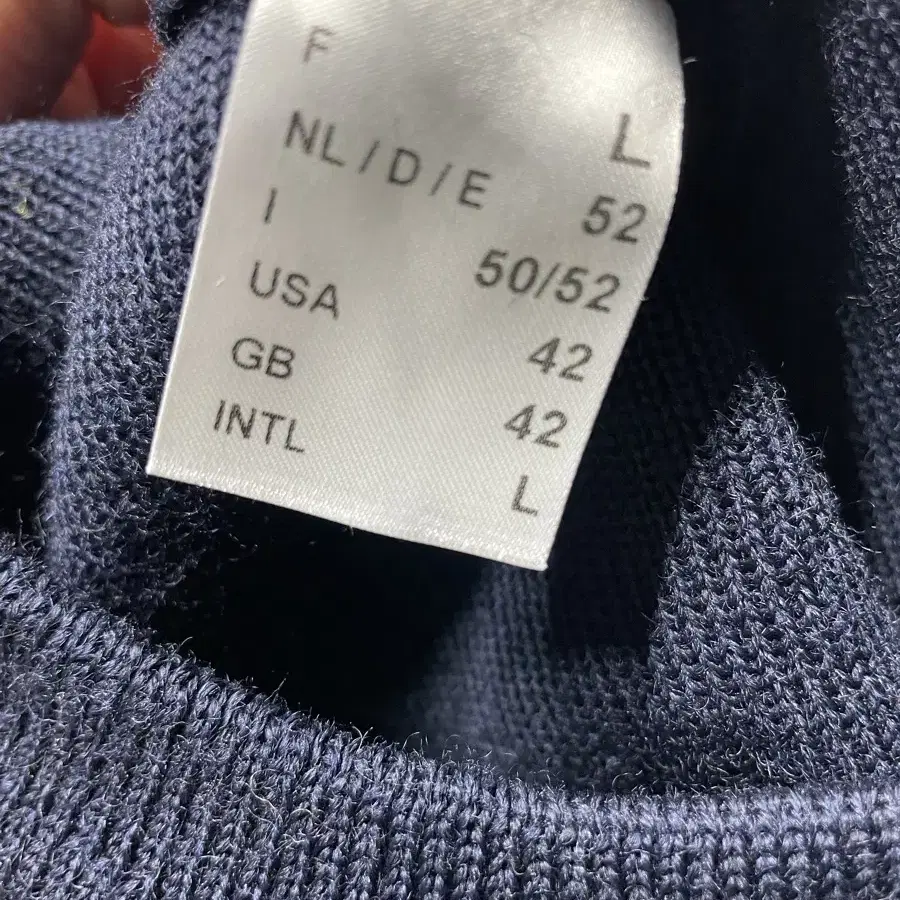 F L
NL / D / E 52
I 50/52
USA 42
GB 42
INTL L